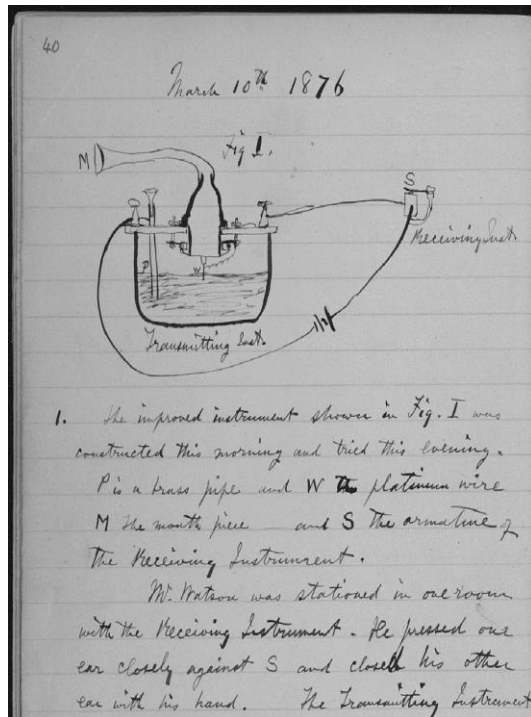 40
March 10th 1876
Fig I.
M
S
Receiving Inst.
P
W
Transmitting Inst.
1. The improved instrument shown in Fig. I was
constructed this morning and tried this evening.
P is a brass pipe and W the platinum wire
M the mouth piece — and S the armature of
the Receiving Instrument.
Mr. Watson was stationed in one room
with the Receiving Instrument. He pressed one
ear closely against S and closed his other
ear with his hand. The Transmitting Instrument